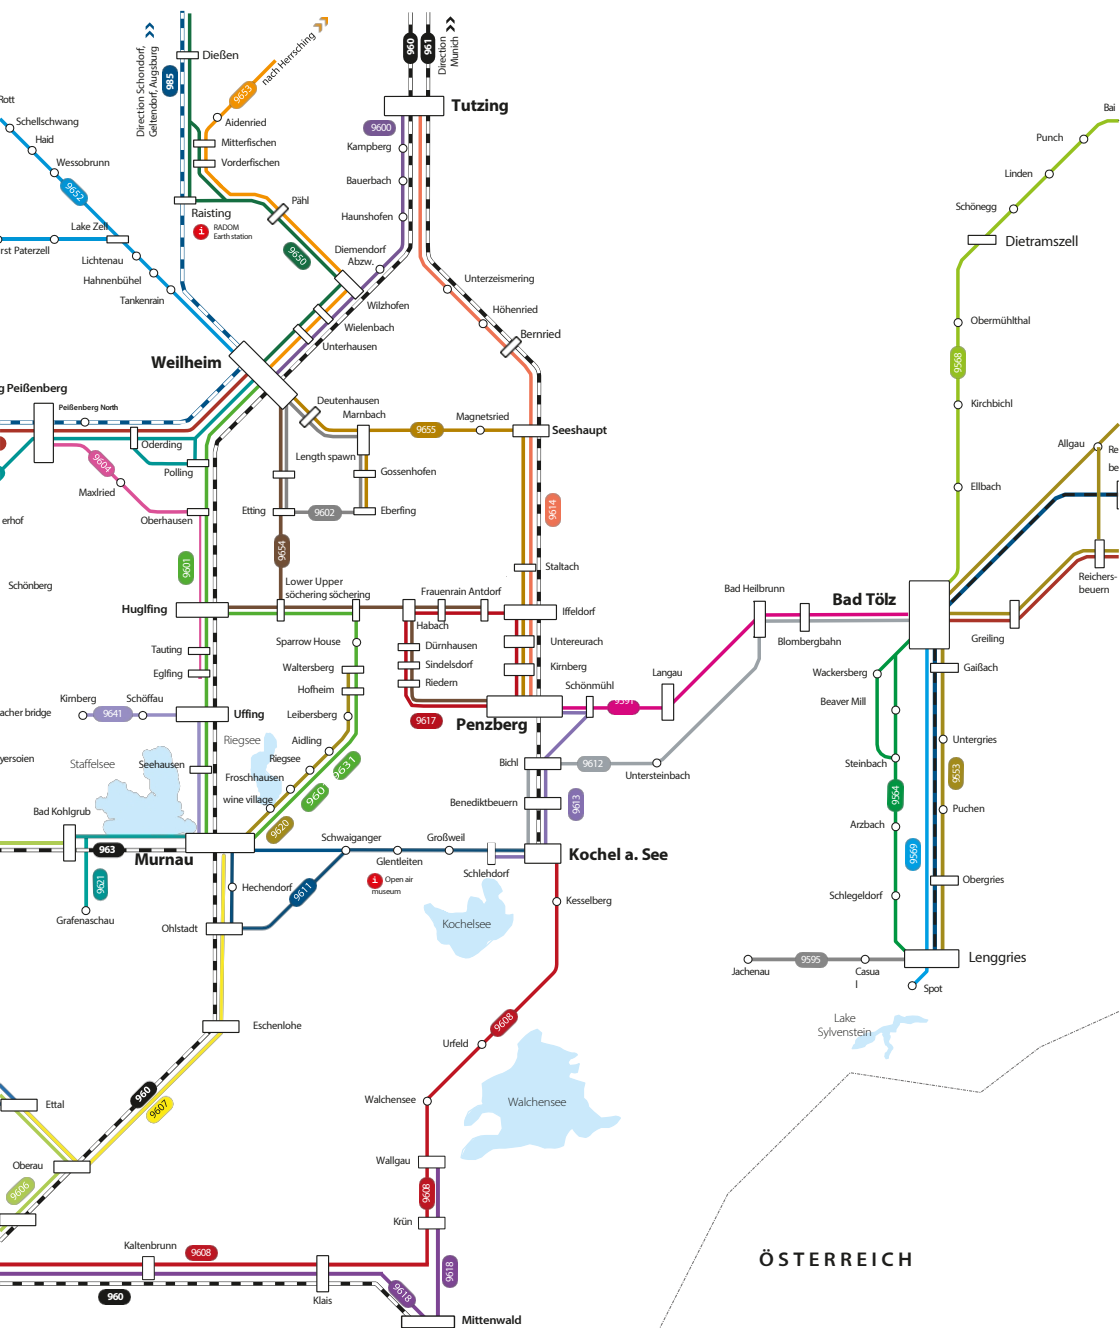 Direction Schondorf,
Geltendorf, Augsburg
985
Dießen
nach Herrsching
9653
960
961
Direction
Munich
Tutzing
Rott
Schellschwang
Haid
Wessobrunn
9652
Aidenried
Mitterfischen
Vorderfischen
Pähl
Raisting
i
RADOM
Earth station
9650
9600
Kampberg
Bauerbach
Haunshofen
Diemendorf
Abzw.
Wilzhofen
Wielenbach
Unterhausen
Unterzeismering
Höhenried
Bernried
Lake Zell
erst Paterzell
Lichtenau
Hahnenbühel
Tankenrain
Weilheim
g Peißenberg
Peißenberg North
Oderding
Polling
9604
Maxlried
Oberhausen
erhof
Schönberg
Deutenhausen
Marnbach
9655
Magnetsried
Seeshaupt
Length spawn
Gossenhofen
Etting
9602
Eberfing
9654
9614
9601
Staltach
Lower Upper
söchering söchering
Frauenrain Antdorf
Huglfing
Habach
Iffeldorf
Sparrow House
Dürnhausen
Untereurach
Tauting
Eglfing
Waltersberg
Hofheim
Sindelsdorf
Riedern
Kirnberg
Schönmühl
Langau
9591
Kirnberg
Schöffau
9641
acher bridge
Uffing
Leibersberg
9617
Penzberg
yersoien
Staffelsee
Seehausen
Riegsee
Aidling
Riegsee
Froschhausen
wine village
9631
960
9620
Bichl
9612
Untersteinbach
Benediktbeuern
9613
Bad Kohlgrub
963
Murnau
9621
Grafenaschau
Schwaiganger
Großweil
Glentleiten
Schlehdorf
Kochel a. See
i
Open air
museum
Hechendorf
9611
Ohlstadt
Kochelsee
Kesselberg
Eschenlohe
9608
Urfeld
Walchensee
Walchensee
960
9607
Ettal
Oberau
9606
Wallgau
9608
Krün
Kaltenbrunn
9608
9618
Klais
9618
960
Mittenwald
Bai
Punch
Linden
Schönegg
Dietramszell
Obermühlthal
9568
Kirchbichl
Ellbach
Allgau
Re
be
Reichers-
beuern
Bad Heilbrunn
Bad Tölz
Blombergbahn
Greiling
Wackersberg
Gaißach
Beaver Mill
Untergries
Steinbach
9553
9564
Puchen
Arzbach
9569
Obergries
Schlegeldorf
Lenggries
Jachenau
9595
Casua
l
Spot
Lake
Sylvenstein
ÖSTERREICH